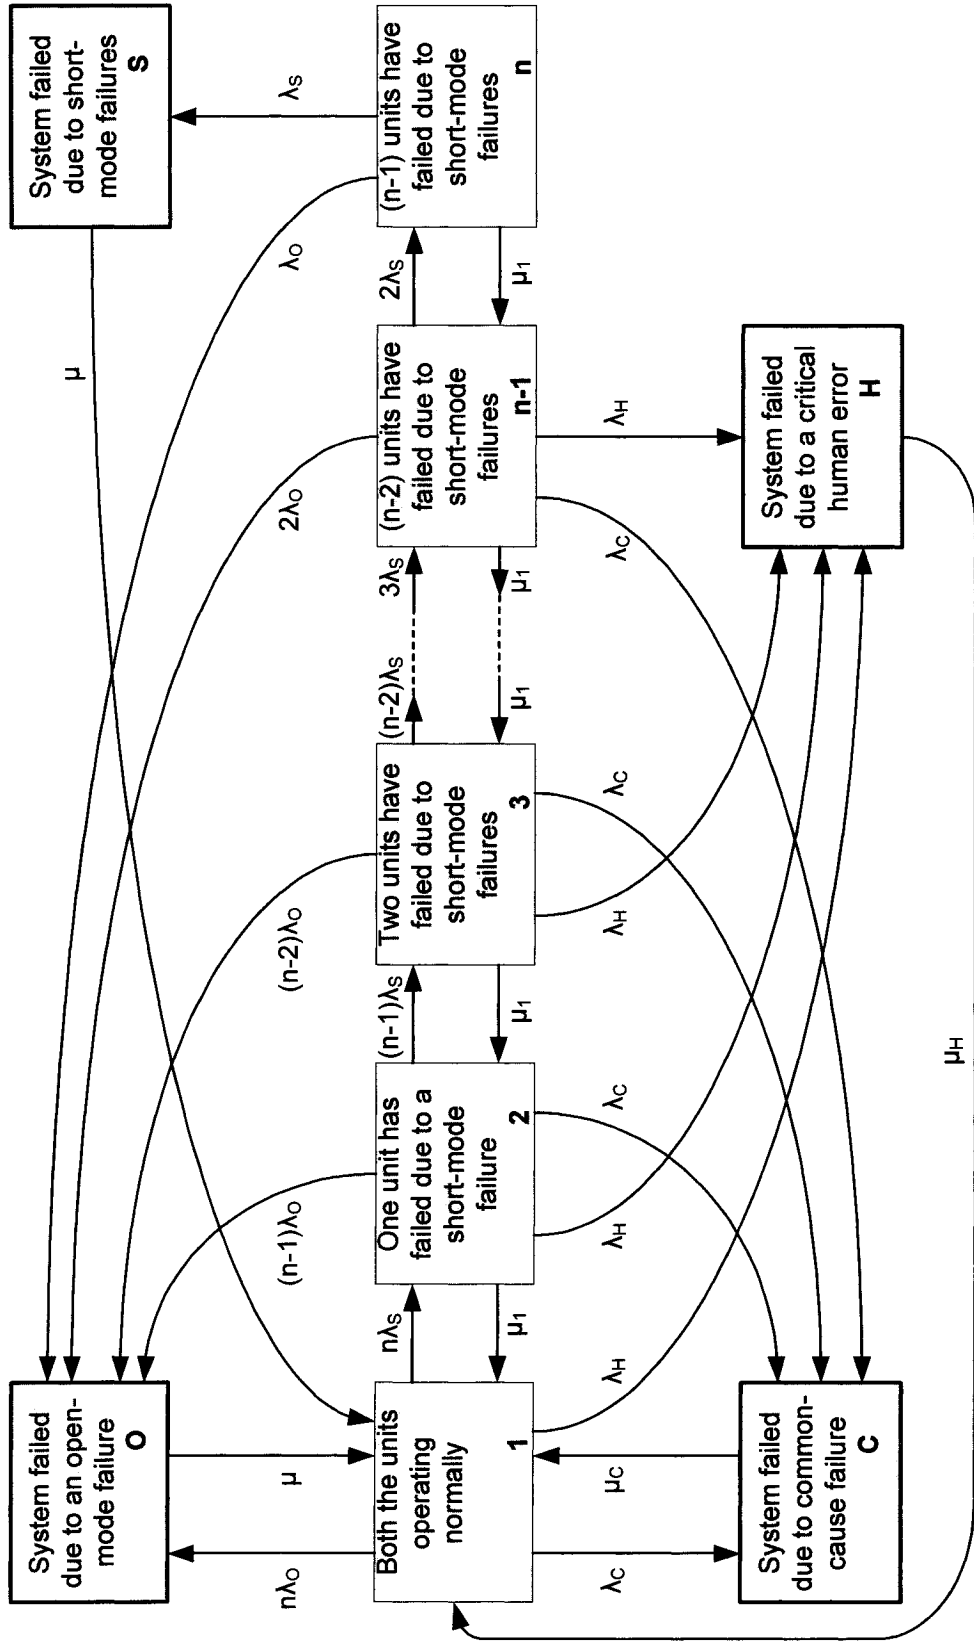 System failed
due to an open-
mode failure
O
System failed
due to short-
mode failures
S
μ
nλO
μ
(n-1)λO
(n-2)λO
2λO
λO
λS
Both the units
operating
normally
1
nλS
μ1
One unit has
failed due to a
short-mode
failure
2
(n-1)λS
μ1
Two units have
failed due to
short-mode
failures
3
(n-2)λS
μ1
3λS
μ1
(n-2) units have
failed due to
short-mode
failures
n-1
2λS
μ1
(n-1) units have
failed due to
short-mode
failures
n
λC
μC
λH
λH
λC
λH
λC
λC
λH
System failed
due to common-
cause failure
C
System failed
due to a critical
human error
H
μH